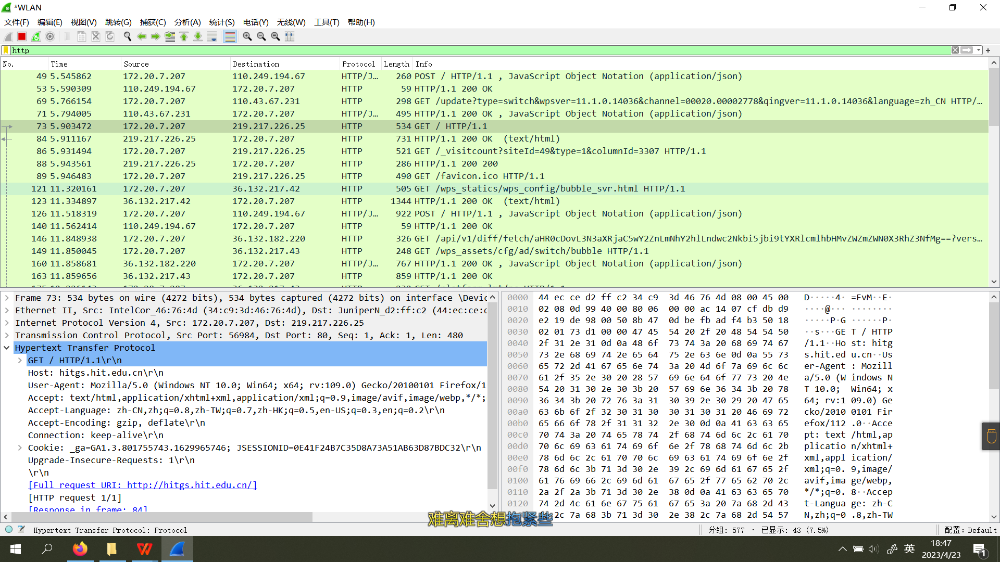 *WLAN
文件(F) 编辑(E) 视图(V) 跳转(G) 捕获(C) 分析(A) 统计(S) 电话(Y) 无线(W) 工具(T) 帮助(H)
http
No. Time Source Destination Protocol Length Info
49 5.545862 172.20.7.207 110.249.194.67 HTTP/J… 260 POST / HTTP/1.1 , JavaScript Object Notation (application/json)
53 5.590309 110.249.194.67 172.20.7.207 HTTP 59 HTTP/1.1 200 OK
69 5.766154 172.20.7.207 110.43.67.231 HTTP 298 GET /update?type=switch&wpsver=11.1.0.14036&channel=00020.00002778&qingver=11.1.0.14036&language=zh_CN HTTP/…
71 5.794005 110.43.67.231 172.20.7.207 HTTP/J… 495 HTTP/1.1 200 OK , JavaScript Object Notation (application/json)
73 5.903472 172.20.7.207 219.217.226.25 HTTP 534 GET / HTTP/1.1
84 5.911167 219.217.226.25 172.20.7.207 HTTP 731 HTTP/1.1 200 OK (text/html)
86 5.931494 172.20.7.207 219.217.226.25 HTTP 521 GET /_visitcount?siteId=49&type=1&columnId=3307 HTTP/1.1
88 5.943561 219.217.226.25 172.20.7.207 HTTP 286 HTTP/1.1 200 200
89 5.946483 172.20.7.207 219.217.226.25 HTTP 490 GET /favicon.ico HTTP/1.1
121 11.320161 172.20.7.207 36.132.217.42 HTTP 505 GET /wps_statics/wps_config/bubble_svr.html HTTP/1.1
123 11.334897 36.132.217.42 172.20.7.207 HTTP 1344 HTTP/1.1 200 OK (text/html)
126 11.518319 172.20.7.207 110.249.194.67 HTTP/J… 922 POST / HTTP/1.1 , JavaScript Object Notation (application/json)
140 11.562414 110.249.194.67 172.20.7.207 HTTP 59 HTTP/1.1 200 OK
146 11.848938 172.20.7.207 36.132.182.220 HTTP 326 GET /api/v1/diff/fetch/aHR0cDovL3N3aXRjaC5wY2ZnLmNhY2hlLndwc2Nkbi5jbi9tYXRlcmlhbHMvZWZmZWN0X3RhZ3NfMg==?vers…
149 11.850045 172.20.7.207 36.132.217.43 HTTP 248 GET /wps_assets/cfg/ad/switch/bubble HTTP/1.1
160 11.858681 36.132.182.220 172.20.7.207 HTTP/J… 767 HTTP/1.1 200 OK , JavaScript Object Notation (application/json)
163 11.859656 36.132.217.43 172.20.7.207 HTTP 859 HTTP/1.1 200 OK
Frame 73: 534 bytes on wire (4272 bits), 534 bytes captured (4272 bits) on interface \Devic
Ethernet II, Src: IntelCor_46:76:4d (34:c9:3d:46:76:4d), Dst: JuniperN_d2:ff:c2 (44:ec:ce:d
Internet Protocol Version 4, Src: 172.20.7.207, Dst: 219.217.226.25
Transmission Control Protocol, Src Port: 56984, Dst Port: 80, Seq: 1, Ack: 1, Len: 480
Hypertext Transfer Protocol
GET / HTTP/1.1\r\n
Host: hitgs.hit.edu.cn\r\n
User-Agent: Mozilla/5.0 (Windows NT 10.0; Win64; x64; rv:109.0) Gecko/20100101 Firefox/1
Accept: text/html,application/xhtml+xml,application/xml;q=0.9,image/avif,image/webp,*/*;
Accept-Language: zh-CN,zh;q=0.8,zh-TW;q=0.7,zh-HK;q=0.5,en-US;q=0.3,en;q=0.2\r\n
Accept-Encoding: gzip, deflate\r\n
Connection: keep-alive\r\n
Cookie: _ga=GA1.3.801755743.1629965746; JSESSIONID=0E41F24B7C35D8A73A51AB63D87BDC32\r\n
Upgrade-Insecure-Requests: 1\r\n
\r\n
[Full request URI: http://hitgs.hit.edu.cn/]
[HTTP request 1/1]
[Response in frame: 84]
0000 44 ec ce d2 ff c2 34 c9 3d 46 76 4d 08 00 45 00 D·····4· =FvM··E·
0010 02 08 0d 99 40 00 80 06 00 00 ac 14 07 cf db d9 ····@··· ········
0020 e2 19 de 98 00 50 8b 47 0d be fb ad f4 b3 50 18 ·····P·G ······P·
0030 02 01 73 d1 00 00 47 45 54 20 2f 20 48 54 54 50 ··s···GE T / HTTP
0040 2f 31 2e 31 0d 0a 48 6f 73 74 3a 20 68 69 74 67 /1.1··Ho st: hitg
0050 73 2e 68 69 74 2e 65 64 75 2e 63 6e 0d 0a 55 73 s.hit.ed u.cn··Us
0060 65 72 2d 41 67 65 6e 74 3a 20 4d 6f 7a 69 6c 6c er-Agent : Mozill
0070 61 2f 35 2e 30 20 28 57 69 6e 64 6f 77 73 20 4e a/5.0 (W indows N
0080 54 20 31 30 2e 30 3b 20 57 69 6e 36 34 3b 20 78 T 10.0; Win64; x
0090 36 34 3b 20 72 76 3a 31 30 39 2e 30 29 20 47 65 64; rv:1 09.0) Ge
00a0 63 6b 6f 2f 32 30 31 30 30 31 30 31 20 46 69 72 cko/2010 0101 Fir
00b0 65 66 6f 78 2f 31 31 32 2e 30 0d 0a 41 63 63 65 efox/112 .0··Acce
00c0 70 74 3a 20 74 65 78 74 2f 68 74 6d 6c 2c 61 70 pt: text /html,ap
00d0 70 6c 69 63 61 74 69 6f 6e 2f 78 68 74 6d 6c 2b plicatio n/xhtml+
00e0 78 6d 6c 2c 61 70 70 6c 69 63 61 74 69 6f 6e 2f xml,appl ication/
00f0 78 6d 6c 3b 71 3d 30 2e 39 2c 69 6d 61 67 65 2f xml;q=0. 9,image/
0100 61 76 69 66 2c 69 6d 61 67 65 2f 77 65 62 70 2c avif,ima ge/webp,
0110 2a 2f 2a 3b 71 3d 30 2e 38 0d 0a 41 63 63 65 70 */*;q=0. 8··Accep
0120 74 2d 4c 61 6e 67 75 61 67 65 3a 20 7a 68 2d 43 t-Langua ge: zh-C
2c 7a 68 3b 71 3d 30 2e 38 2c 7a 68 2d 54 57 N,zh;q=0 .8,zh-TW
难离难舍想抱紧些
Hypertext Transfer Protocol: Protocol 分组: 577 · 已显示: 43 (7.5%) 配置: Default
英 18:47
2023/4/23
1